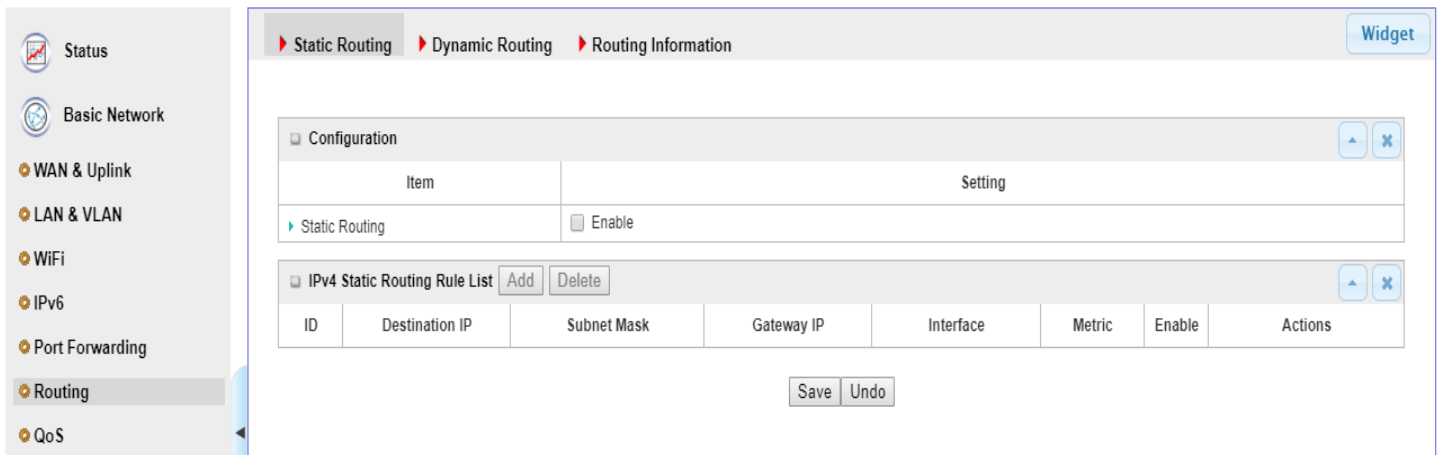 Status
Basic Network
WAN & Uplink
LAN & VLAN
WiFi
IPv6
Port Forwarding
Routing
QoS
Static Routing Dynamic Routing Routing Information Widget
Configuration
Item Setting
Static Routing Enable
IPv4 Static Routing Rule List Add Delete
ID Destination IP Subnet Mask Gateway IP Interface Metric Enable Actions
Save Undo